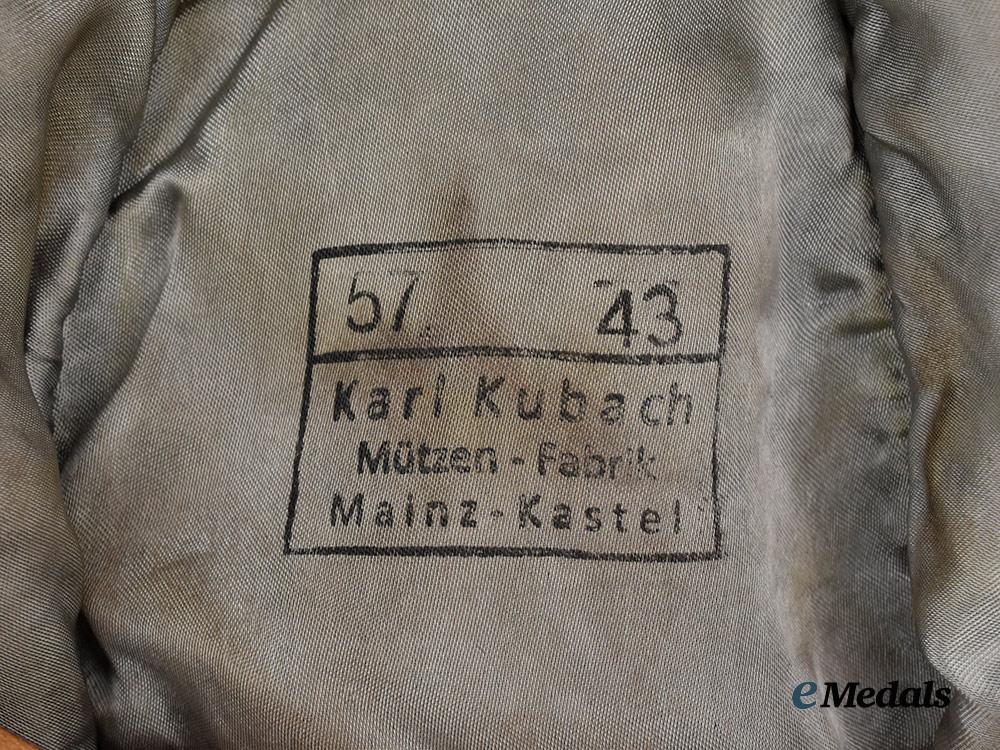 57. 43
Karl Kubach
Mützen - Fabrik
Mainz - Kastel
eMedals